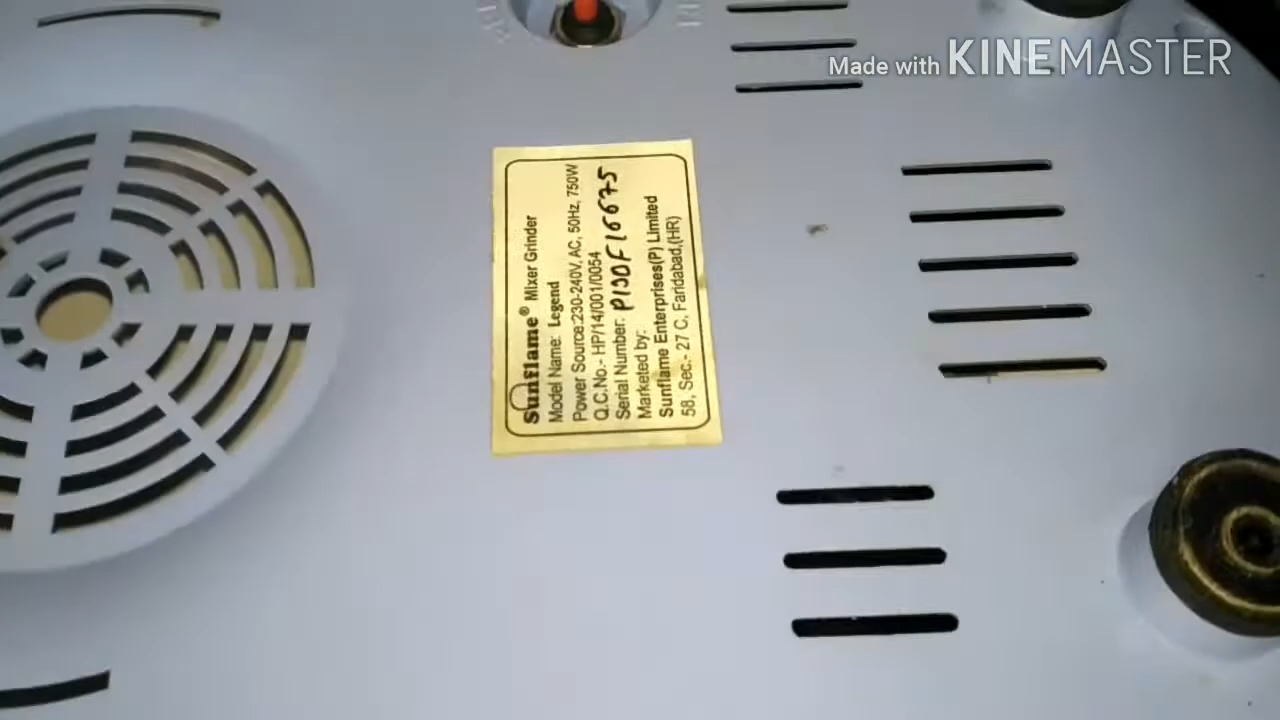 Made with KINEMASTER
Sunflame® Mixer Grinder
Model Name: Legend
Power Source:230-240V, AC, 50Hz, 750W
Q.C.No.- HP/14/001/0054
Serial Number:
Marketed by:
Sunflame Enterprises(P) Limited
58, Sec.- 27 C, Faridabad,(HR)